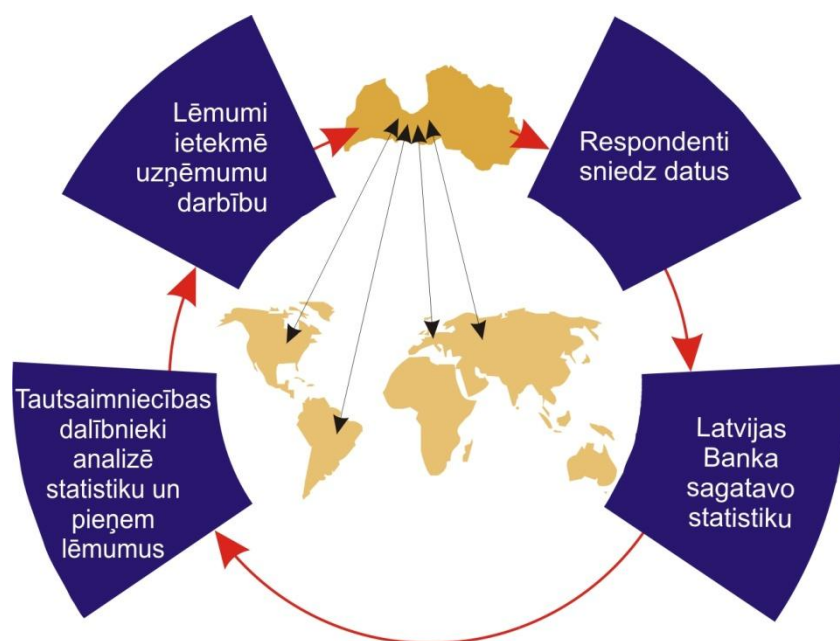 Lēmumi
ietekmē
uzņēmumu
darbību
Respondenti
sniedz datus
Latvijas
Banka
sagatavo
statistiku
Tautsaimniecības
dalībnieki
analizē
statistiku un
pieņem
lēmumus